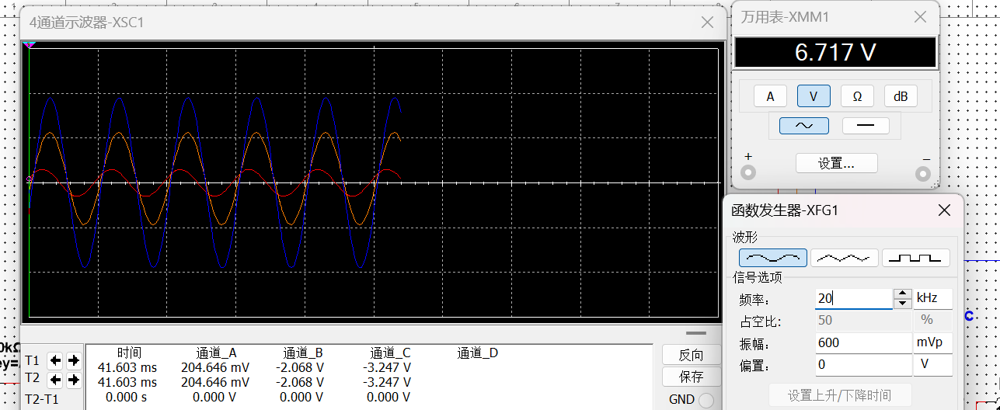 4通道示波器-XSC1
万用表-XMM1
6.717 V
A V Ω dB
+ −
设置...
函数发生器-XFG1
波形
信号选项
频率: 20 kHz
占空比: 50 %
振幅: 600 mVp
偏置: 0 V
设置上升/下降时间
0kΩ
ey=
C
时间 通道_A 通道_B 通道_C 通道_D
T1 41.603 ms 204.646 mV -2.068 V -3.247 V
T2 41.603 ms 204.646 mV -2.068 V -3.247 V
T2-T1 0.000 s 0.000 V 0.000 V 0.000 V
反向
保存
GND